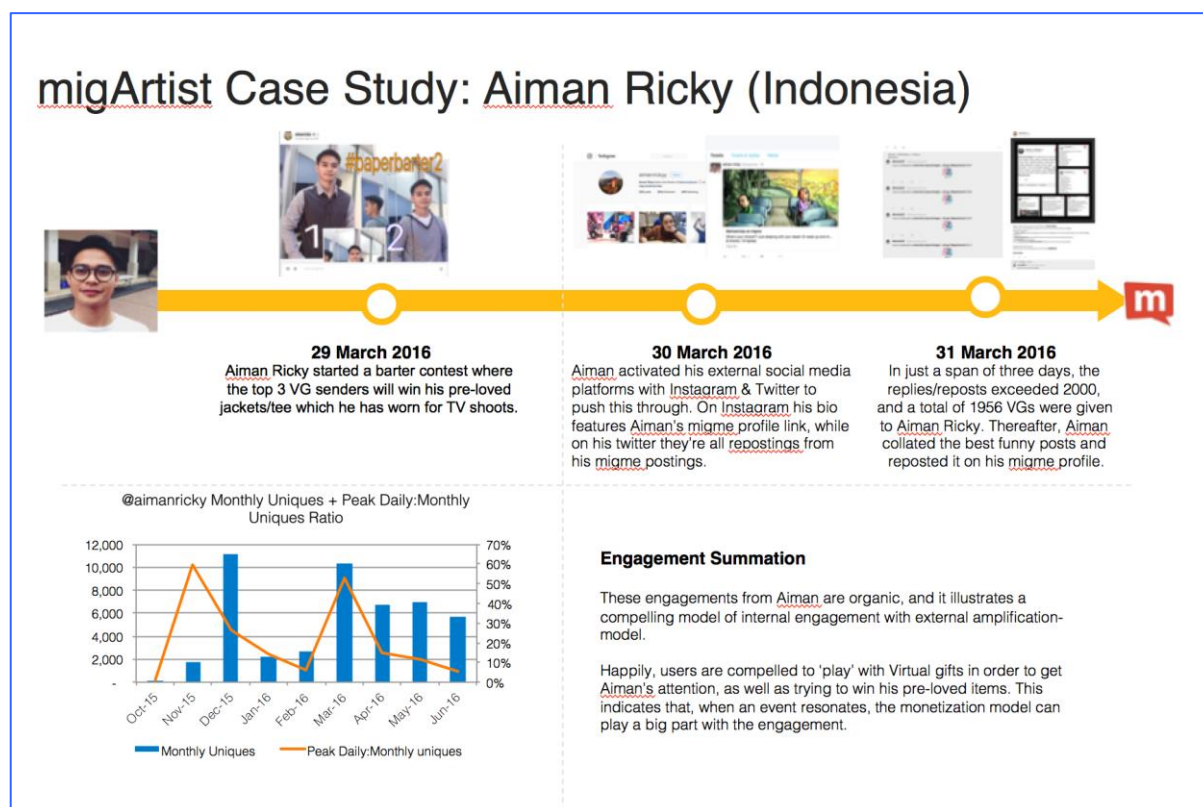 migArtist Case Study: Aiman Ricky (Indonesia)
#baperbarter2
1
2
m
29 March 2016
Aiman Ricky started a barter contest where
the top 3 VG senders will win his pre-loved
jackets/tee which he has worn for TV shoots.
30 March 2016
Aiman activated his external social media
platforms with Instagram & Twitter to
push this through. On Instagram his bio
features Aiman's migme profile link, while
on his twitter they're all repostings from
his migme postings.
31 March 2016
In just a span of three days, the
replies/reposts exceeded 2000,
and a total of 1956 VGs were given
to Aiman Ricky. Thereafter, Aiman
collated the best funny posts and
reposted it on his migme profile.
@aimanricky Monthly Uniques + Peak Daily:Monthly
Uniques Ratio
12,000
10,000
8,000
6,000
4,000
2,000
-
70%
60%
50%
40%
30%
20%
10%
0%
Oct-15
Nov-15
Dec-15
Jan-16
Feb-16
Mar-16
Apr-16
May-16
Jun-16
Monthly Uniques
Peak Daily:Monthly uniques
Engagement Summation
These engagements from Aiman are organic, and it illustrates a
compelling model of internal engagement with external amplification-
model.
Happily, users are compelled to 'play' with Virtual gifts in order to get
Aiman's attention, as well as trying to win his pre-loved items. This
indicates that, when an event resonates, the monetization model can
play a big part with the engagement.